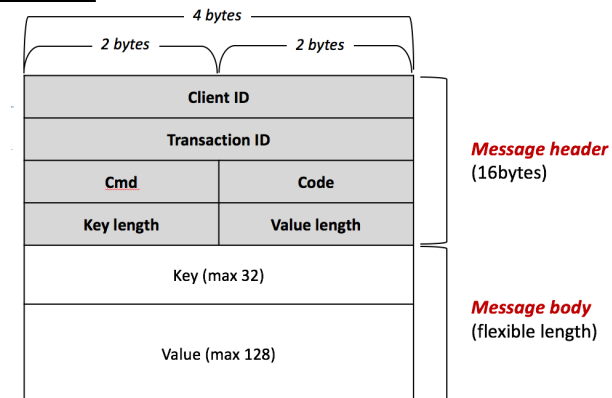 4 bytes
2 bytes
2 bytes
Client ID
Transaction ID
Cmd
Code
Key length
Value length
Key (max 32)
Value (max 128)
Message header
(16bytes)
Message body
(flexible length)